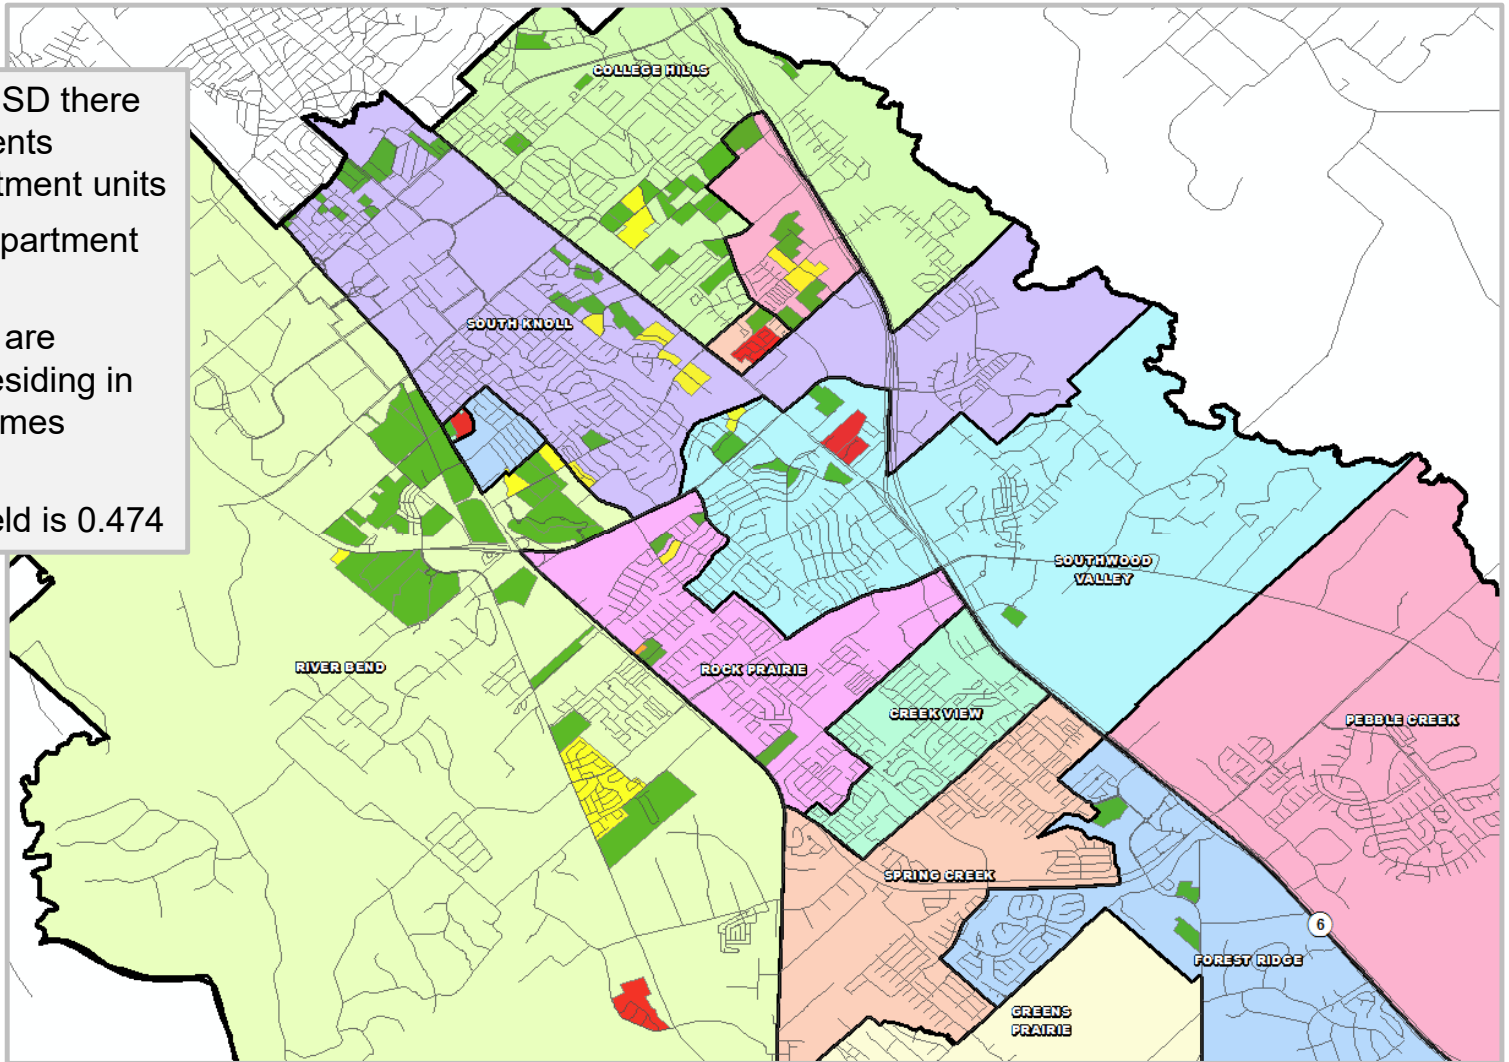 SD there
ents
tment units
partment
are
esiding in
mes
eld is 0.474
COLLEGE HILLS
SOUTH KNOLL
SOUTHWOOD
VALLEY
RIVER BEND
ROCK PRAIRIE
CREEK VIEW
PEBBLE CREEK
SPRING CREEK
6
FOREST RIDGE
GREENS
PRAIRIE